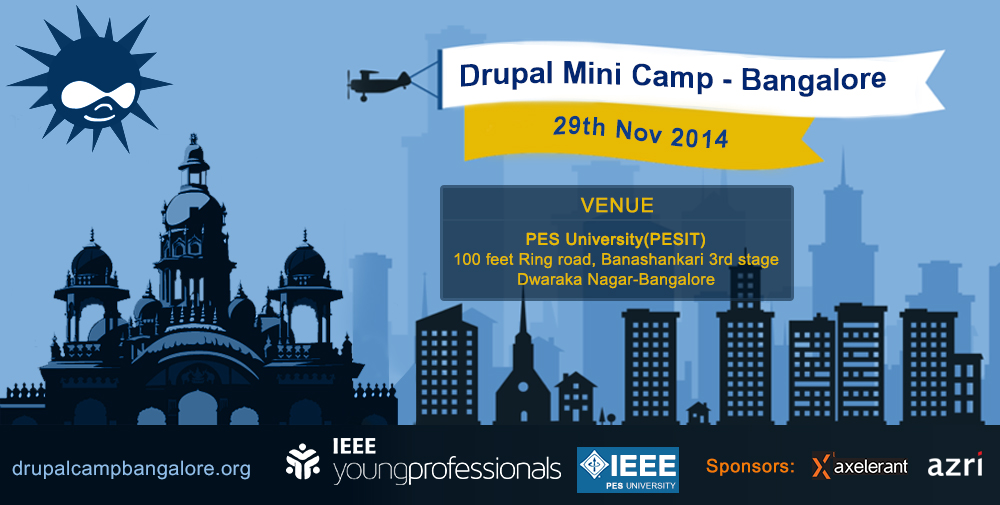 Drupal Mini Camp - Bangalore
29th Nov 2014
VENUE
PES University(PESIT)
100 feet Ring road, Banashankari 3rd stage
Dwaraka Nagar-Bangalore
drupalcampbangalore.org
IEEE
youngprofessionals
IEEE
PES UNIVERSITY
Sponsors:
axelerant
azri